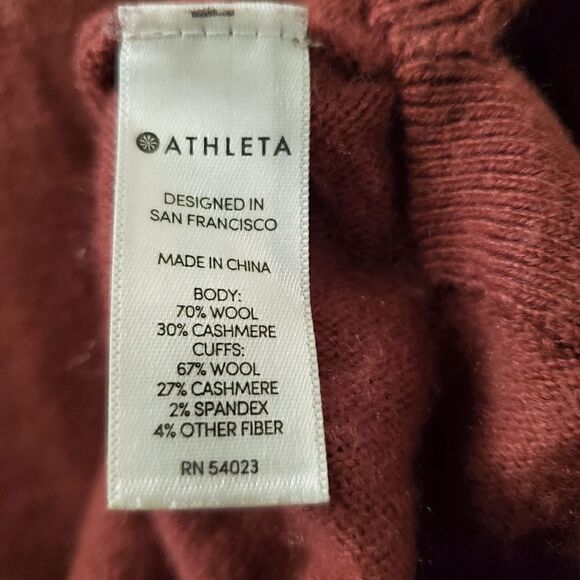 ATHLETA
DESIGNED IN
SAN FRANCISCO
MADE IN CHINA
BODY:
70% WOOL
30% CASHMERE
CUFFS:
67% WOOL
27% CASHMERE
2% SPANDEX
4% OTHER FIBER
RN 54023